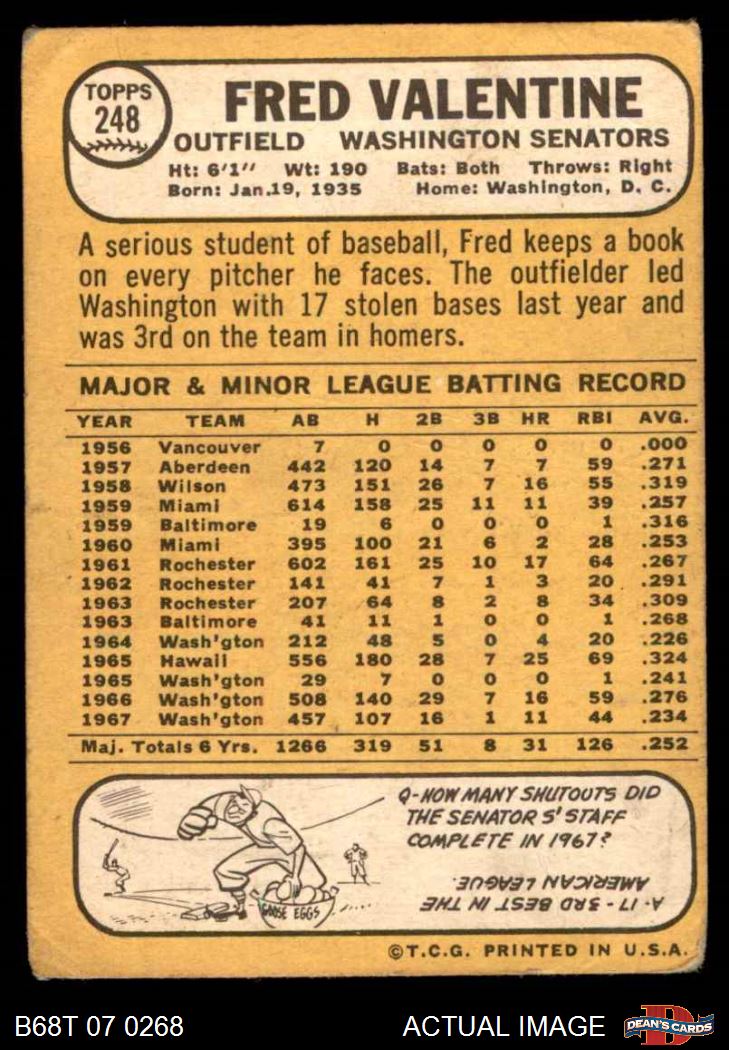 TOPPS
248
FRED VALENTINE
OUTFIELD WASHINGTON SENATORS
Ht: 6'1" Wt: 190 Bats: Both Throws: Right
Born: Jan.19, 1935 Home: Washington, D. C.
A serious student of baseball, Fred keeps a book
on every pitcher he faces. The outfielder led
Washington with 17 stolen bases last year and
was 3rd on the team in homers.
MAJOR & MINOR LEAGUE BATTING RECORD
YEAR TEAM AB H 2B 3B HR RBI AVG.
1956 Vancouver 7 0 0 0 0 0 .000
1957 Aberdeen 442 120 14 7 7 59 .271
1958 Wilson 473 151 26 7 16 55 .319
1959 Miami 614 158 25 11 11 39 .257
1959 Baltimore 19 6 0 0 0 1 .316
1960 Miami 395 100 21 6 2 28 .253
1961 Rochester 602 161 25 10 17 64 .267
1962 Rochester 141 41 7 1 3 20 .291
1963 Rochester 207 64 8 2 8 34 .309
1963 Baltimore 41 11 1 0 0 1 .268
1964 Wash'gton 212 48 5 0 4 20 .226
1965 Hawaii 556 180 28 7 25 69 .324
1965 Wash'gton 29 7 0 0 0 1 .241
1966 Wash'gton 508 140 29 7 16 59 .276
1967 Wash'gton 457 107 16 1 11 44 .234
Maj. Totals 6 Yrs. 1266 319 51 8 31 126 .252
Q-HOW MANY SHUTOUTS DID
THE SENATOR S' STAFF
COMPLETE IN 1967?
A-17-3RD BEST IN THE
AMERICAN LEAGUE.
GOOSE EGGS
©T.C.G. PRINTED IN U.S.A.
B68T 07 0268 ACTUAL IMAGE
DEAN'S CARDS